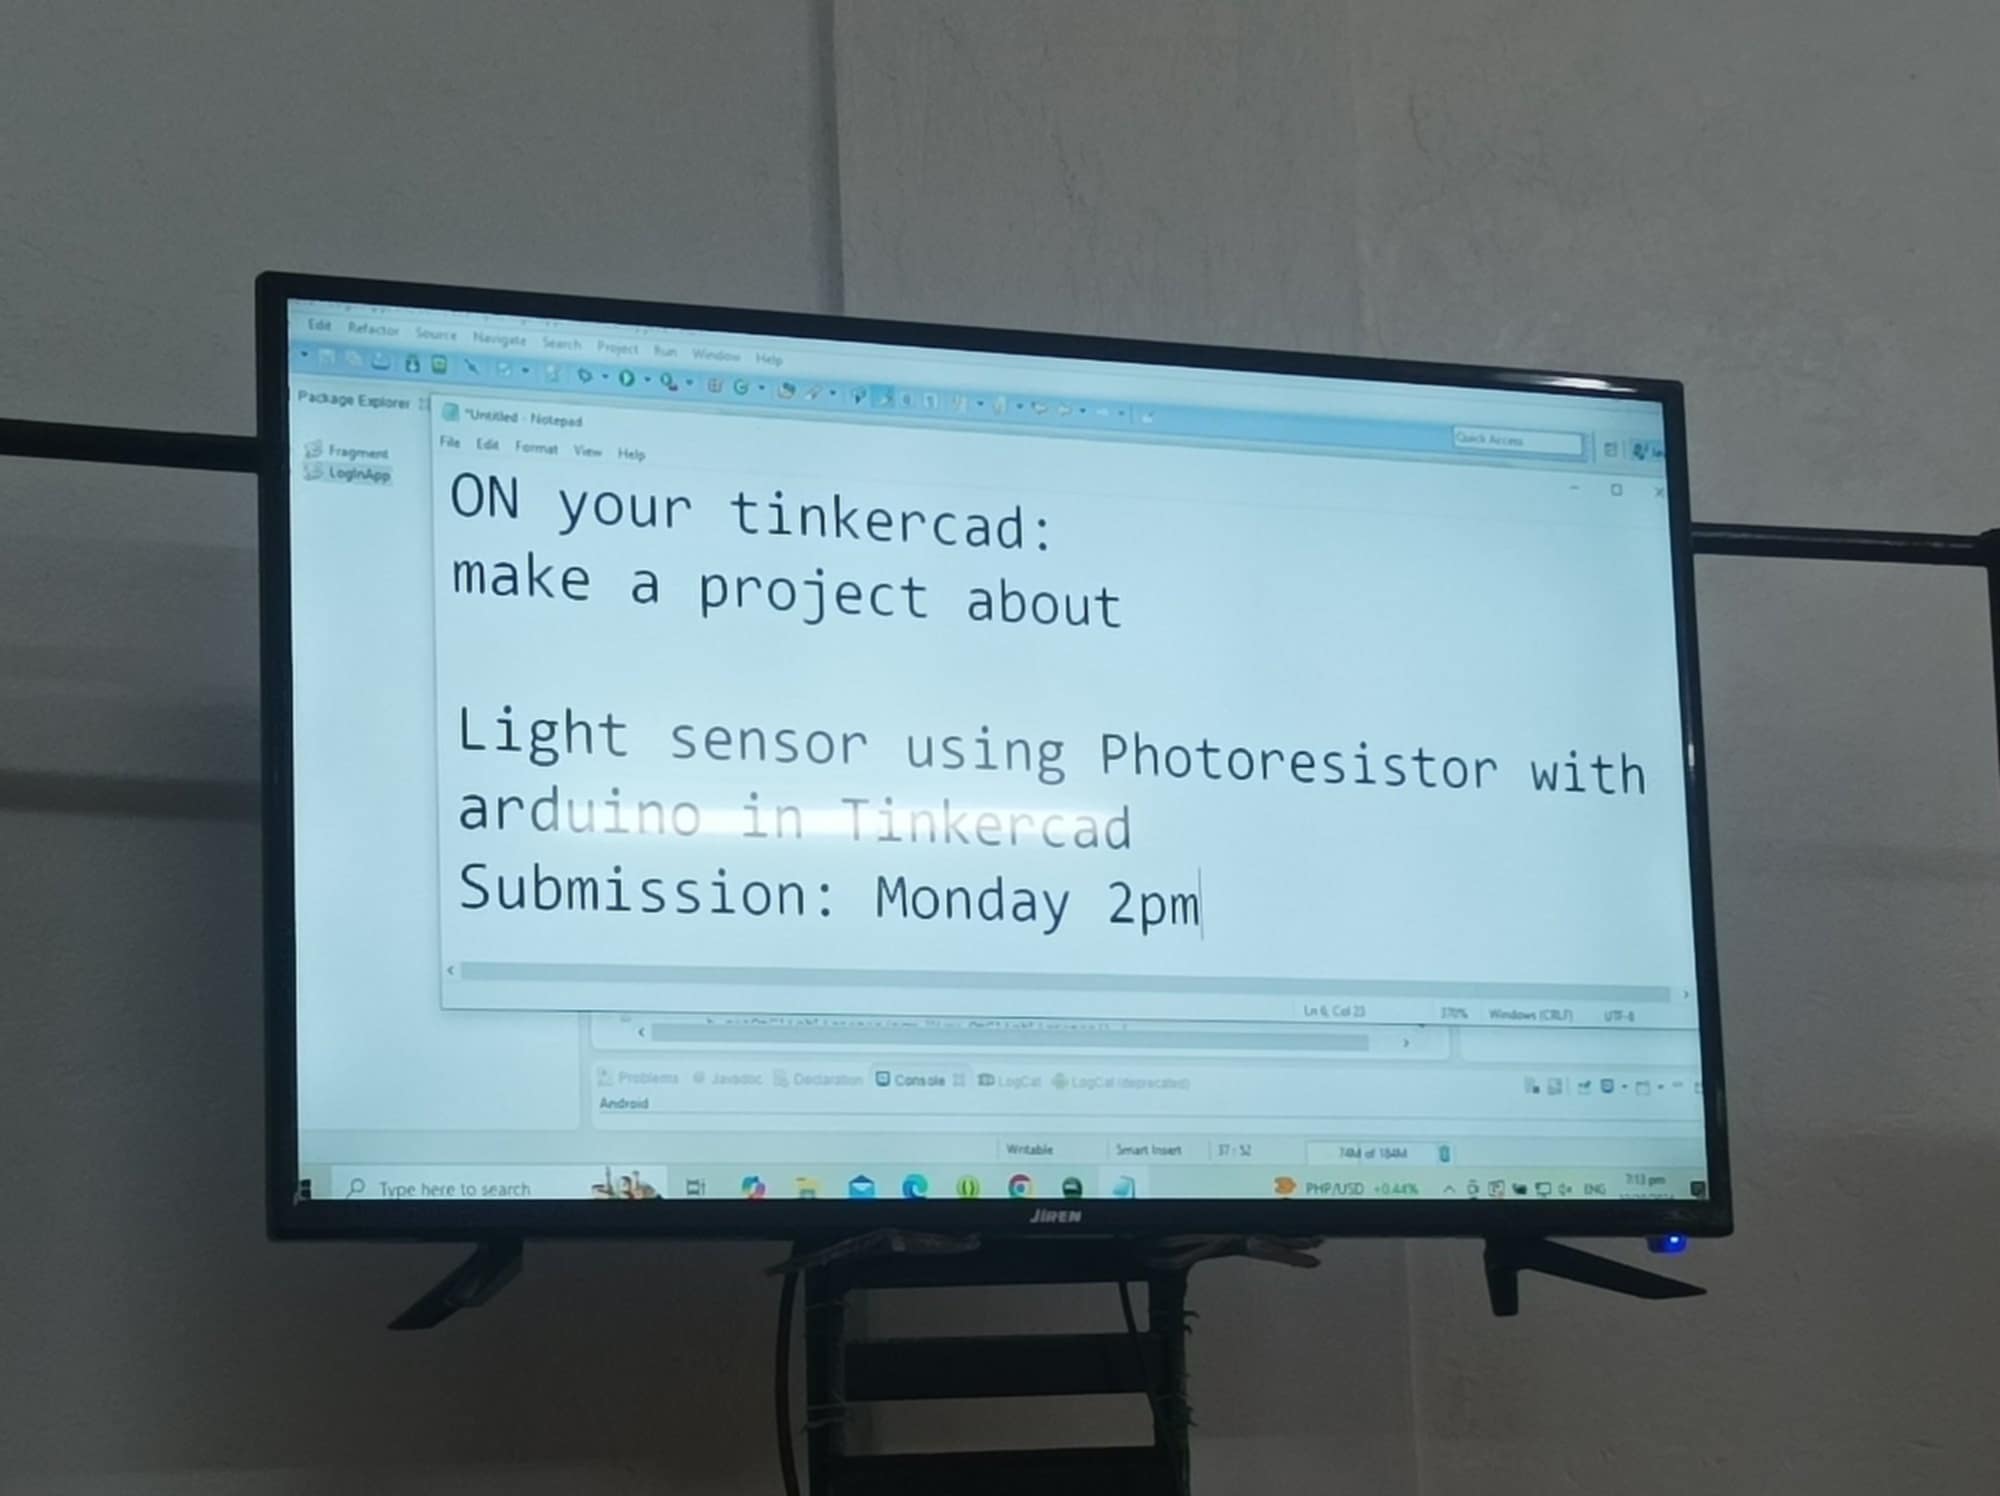 Edit Refactor Source Navigate Search Project Run Window Help
Quick Access
Package Explorer
Fragment
LogInApp
*Untitled - Notepad
File Edit Format View Help
ON your tinkercad:
make a project about
Light sensor using Photoresistor with
arduino in Tinkercad
Submission: Monday 2pm
Ln 6, Col 23 370% Windows (CRLF) UTF-8
Problems Javadoc Declaration Console LogCat LogCat (deprecated)
Android
Writable Smart Insert 37 : 52 74M of 184M
Type here to search
PHP/USD +0.44% ENG 7:13 pm
JIREN